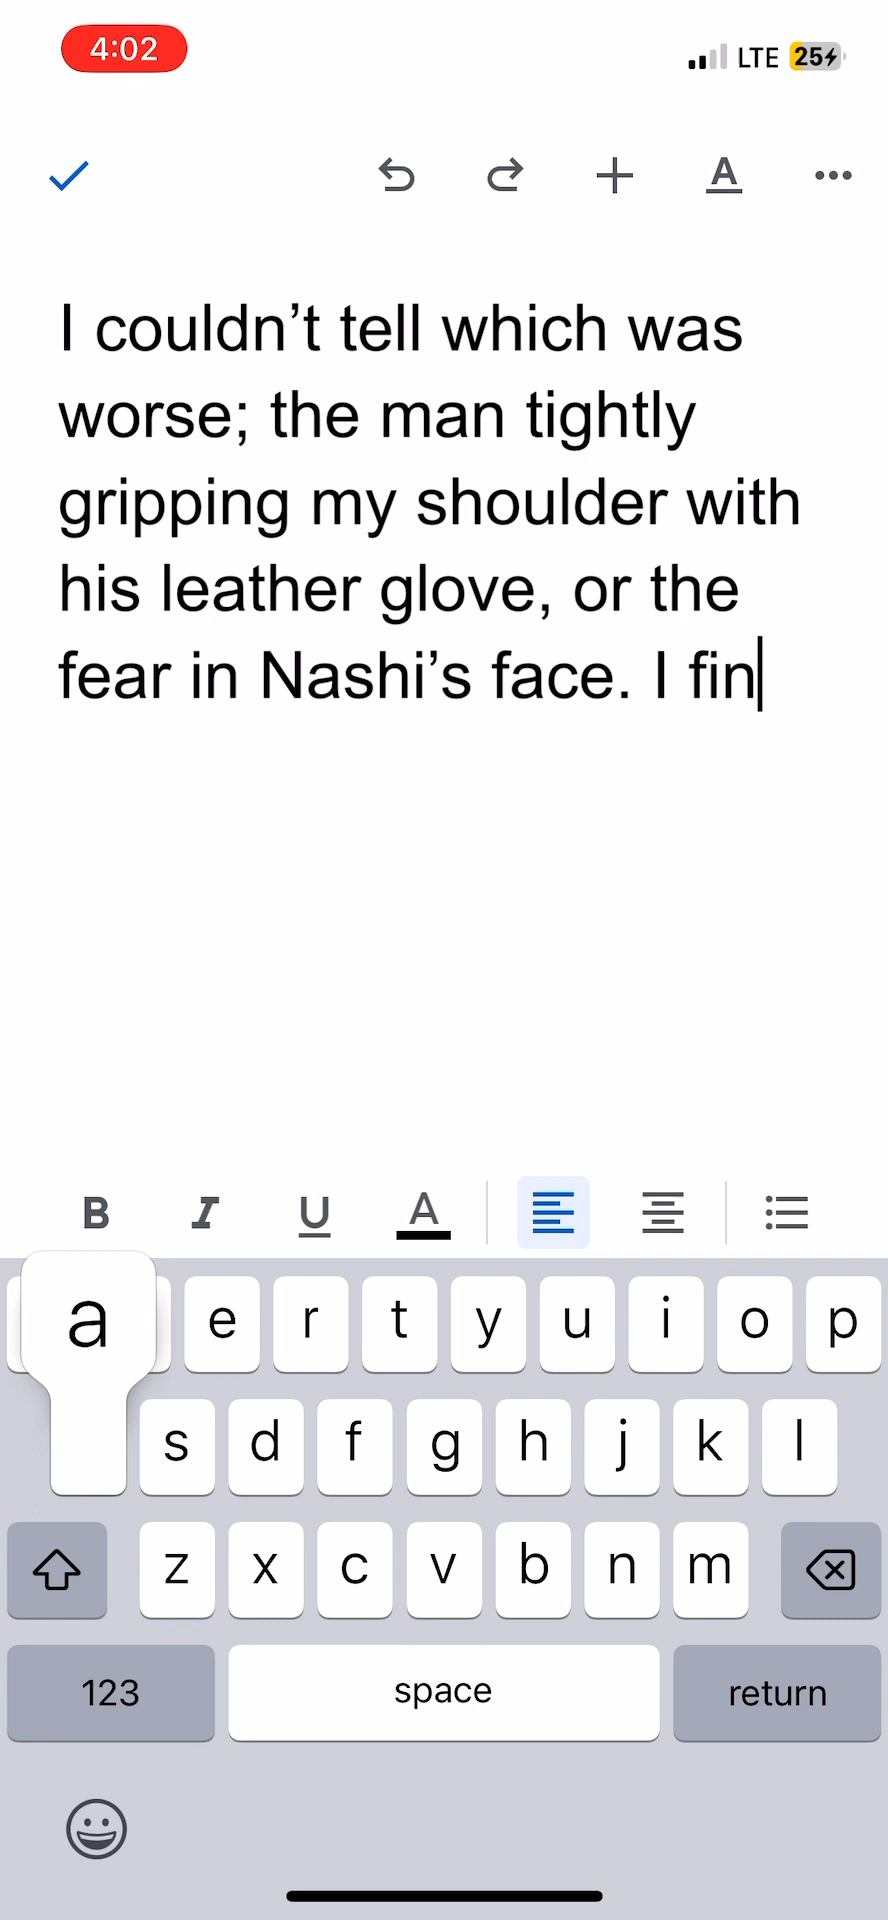 4:02
LTE 25
A
I couldn’t tell which was
worse; the man tightly
gripping my shoulder with
his leather glove, or the
fear in Nashi’s face. I fin
B I U A
a e r t y u i o p
s d f g h j k l
z x c v b n m
123 space return